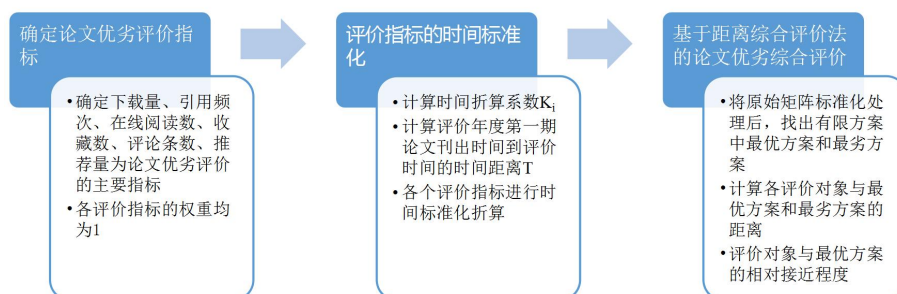 确定论文优劣评价指
标
•确定下载量、引用频
次、在线阅读数、收
藏数、评论条数、推
荐量为论文优劣评价
的主要指标
•各评价指标的权重均
为1
评价指标的时间标准
化
•计算时间折算系数Ki
•计算评价年度第一期
论文刊出时间到评价
时间的时间距离T
•各个评价指标进行时
间标准化折算
基于距离综合评价法
的论文优劣综合评价
•将原始矩阵标准化处
理后，找出有限方案
中最优方案和最劣方
案
•计算各评价对象与最
优方案和最劣方案的
距离
•评价对象与最优方案
的相对接近程度